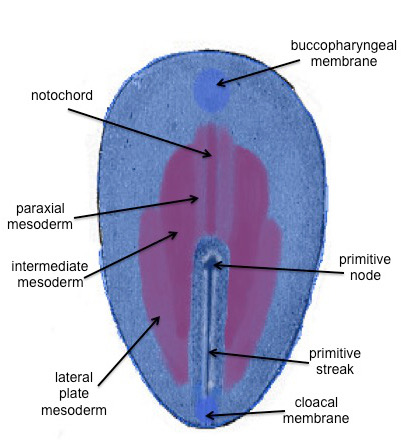 buccopharyngeal
membrane
notochord
paraxial
mesoderm
intermediate
mesoderm
primitive
node
primitive
streak
lateral
plate
mesoderm
cloacal
membrane